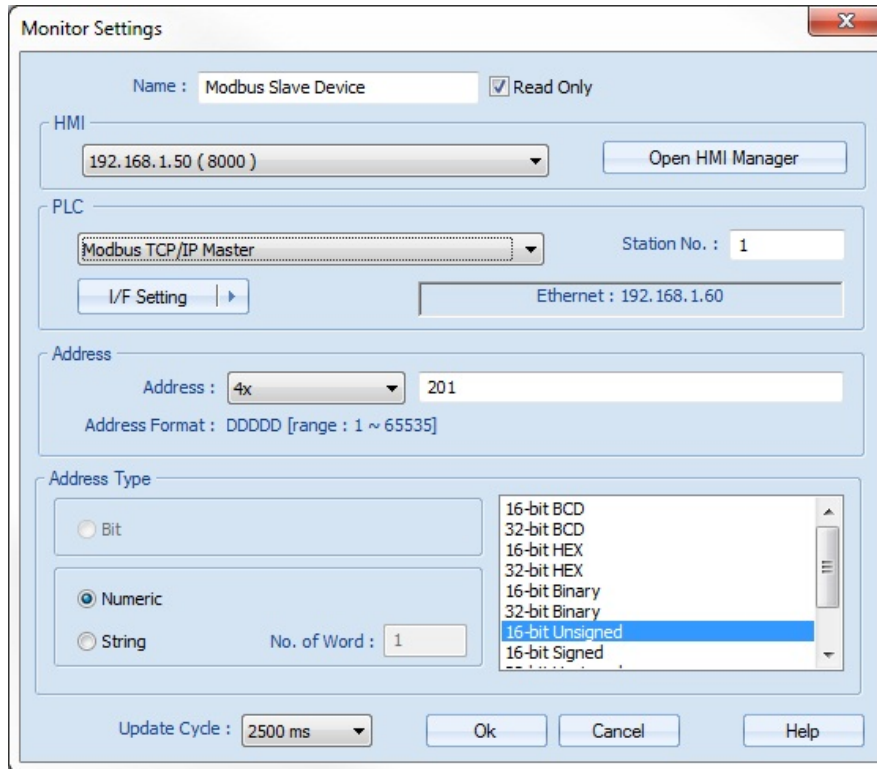 Monitor Settings
Name : Modbus Slave Device Read Only
HMI
192.168.1.50 ( 8000 ) Open HMI Manager
PLC
Modbus TCP/IP Master Station No. : 1
I/F Setting Ethernet : 192.168.1.60
Address
Address : 4x 201
Address Format : DDDDD [range : 1 ~ 65535]
Address Type
Bit
Numeric
String No. of Word : 1
16-bit BCD
32-bit BCD
16-bit HEX
32-bit HEX
16-bit Binary
32-bit Binary
16-bit Unsigned
16-bit Signed
Update Cycle : 2500 ms Ok Cancel Help